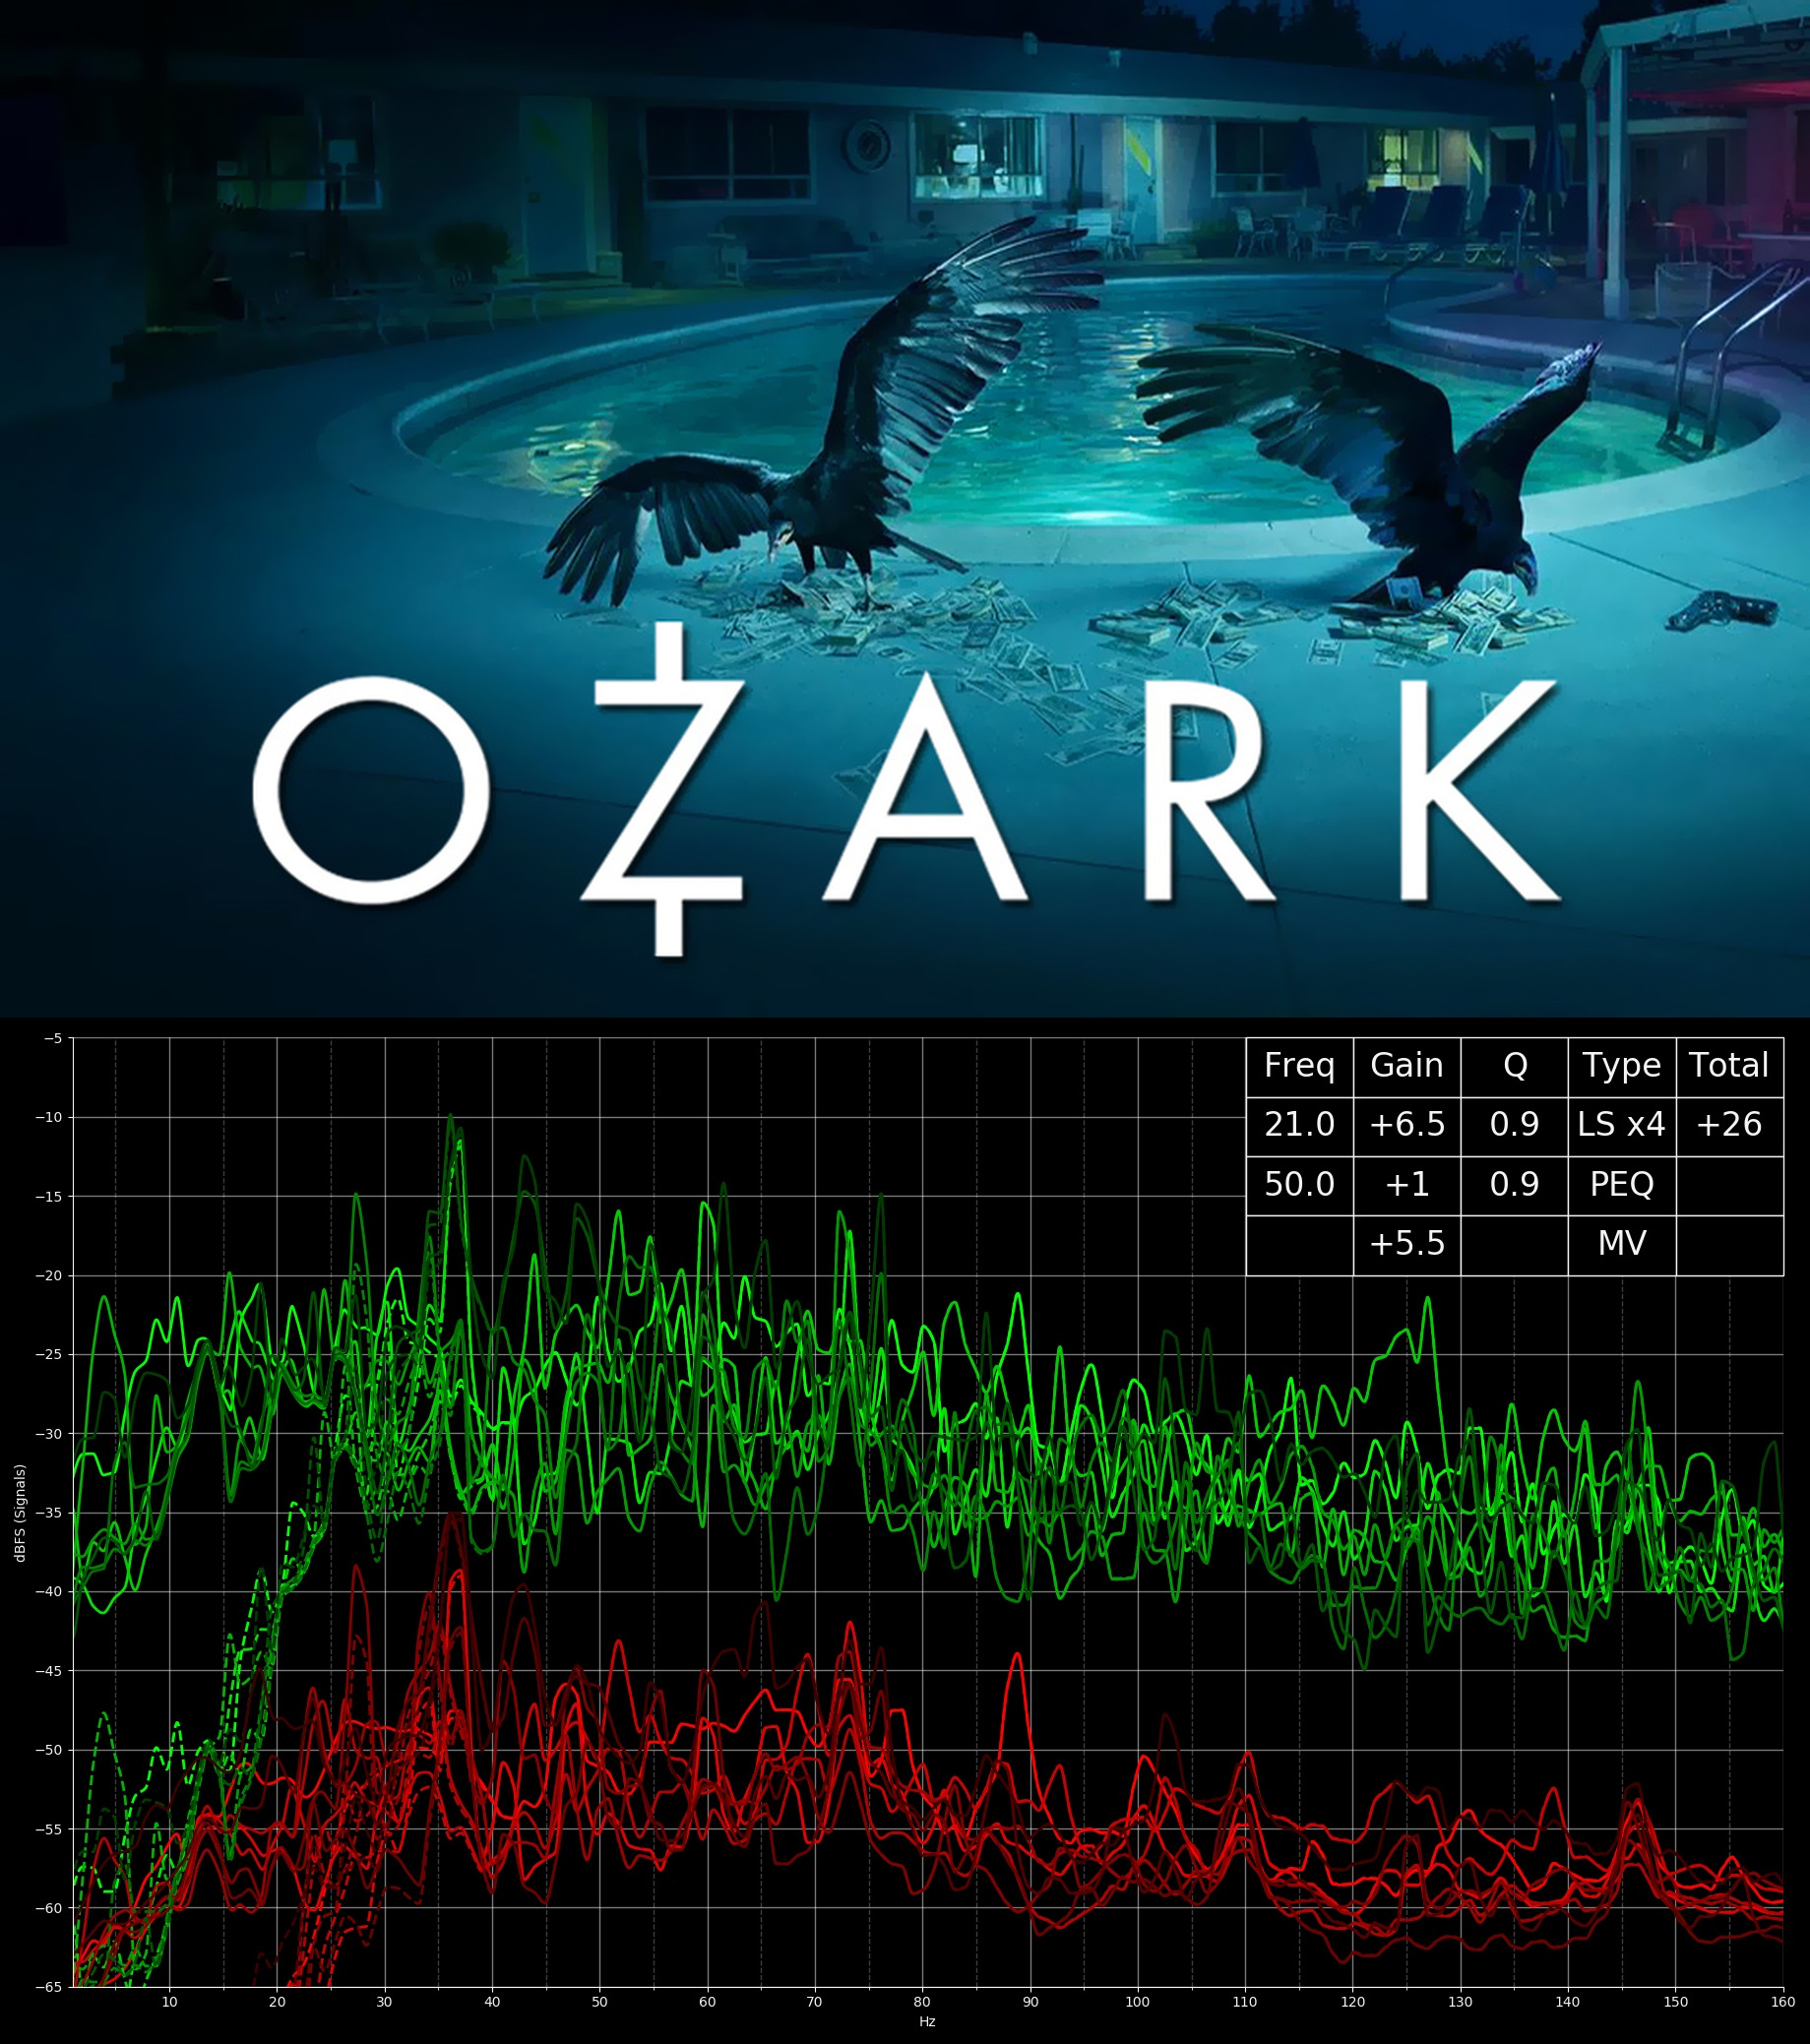 OZARK
Freq Gain Q Type Total
21.0 +6.5 0.9 LS x4 +26
50.0 +1 0.9 PEQ
+5.5 MV
−5
−10
−15
−20
−25
−30
−35
−40
−45
−50
−55
−60
−65
dBFS (Signals)
10 20 30 40 50 60 70 80 90 100 110 120 130 140 150 160
Hz